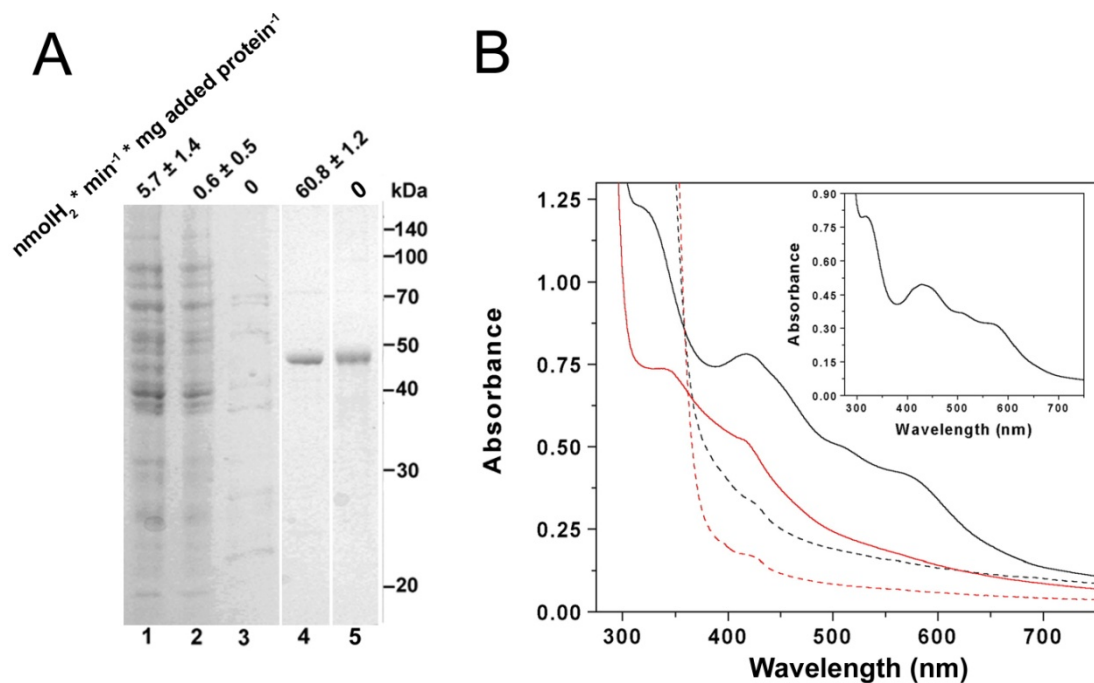 A
nmolH2 * min-1 * mg added protein-1
5.7 ± 1.4
0.6 ± 0.5
0
60.8 ± 1.2
0
kDa
–140
–100
–70
–50
–40
–30
–20
1 2 3 4 5
B
Absorbance
1.25
1.00
0.75
0.50
0.25
0.00
300 400 500 600 700
Wavelength (nm)
Absorbance
0.90
0.75
0.60
0.45
0.30
0.15
0.00
300 400 500 600 700
Wavelength (nm)